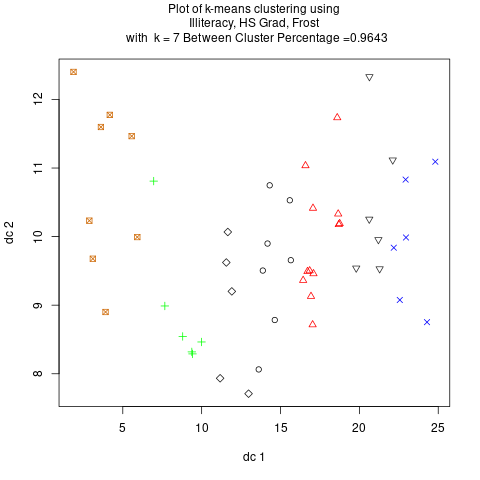 Plot of k-means clustering using
Illiteracy, HS Grad, Frost
with k = 7 Between Cluster Percentage =0.9643
dc 2
12
11
10
9
8
5 10 15 20 25
dc 1